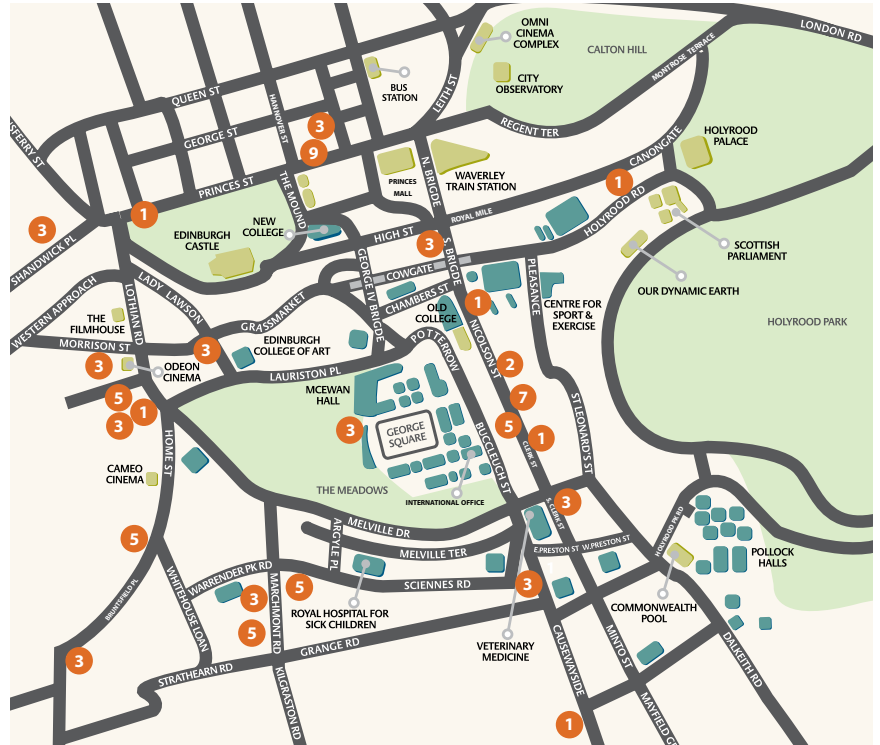 OMNI
CINEMA
COMPLEX
LONDON RD
CALTON HILL
MONTROSE TERRACE
BUS
STATION
CITY
OBSERVATORY
LEITH ST
QUEEN ST
HANNOVER ST
GEORGE ST
3
9
REGENT TER
SFERRY ST
PRINCES ST
THE MOUND
PRINCES
MALL
N. BRIGDE
WAVERLEY
TRAIN STATION
CANONGATE
HOLYROOD
PALACE
1
HOLYROOD RD
ROYAL MILE
1
3
SHANDWICK PL
EDINBURGH
CASTLE
NEW
COLLEGE
HIGH ST
3
S. BRIGDE
SCOTTISH
PARLIAMENT
OUR DYNAMIC EARTH
WESTERN APPROACH
LOTHIAN RD
LADY LAWSON
GRASSMARKET
GEORGE IV BRIGDE
COWGATE
CHAMBERS ST
OLD
COLLEGE
1
PLEASANCE
CENTRE FOR
SPORT &
EXERCISE
HOLYROOD PARK
THE
FILMHOUSE
MORRISON ST
3
ODEON
CINEMA
3
EDINBURGH
COLLEGE OF ART
LAURISTON PL
POTTERROW
NICOLSON ST
2
7
5
1
CLERK ST
ST LEONARD'S ST
5
3
1
HOME ST
MCEWAN
HALL
3
GEORGE
SQUARE
BUCCLEUCH ST
INTERNATIONAL OFFICE
THE MEADOWS
CAMEO
CINEMA
5
BRUNTSFIELD PL
WHITEHOUSE LOAN
WARRENDER PK RD
MARCHMONT RD
3
5
5
ARGYLE PL
MELVILLE DR
MELVILLE TER
SCIENNES RD
ROYAL HOSPITAL FOR
SICK CHILDREN
3
S. CLERK ST
E.PRESTON ST
W.PRESTON ST
HOLYROOD PK RD
POLLOCK
HALLS
COMMONWEALTH
POOL
3
VETERINARY
MEDICINE
3
STRATHEARN RD
GRANGE RD
KILGRASTON RD
CAUSEWAYSIDE
MINTO ST
MAYFIELD G
DALKEITH RD
1